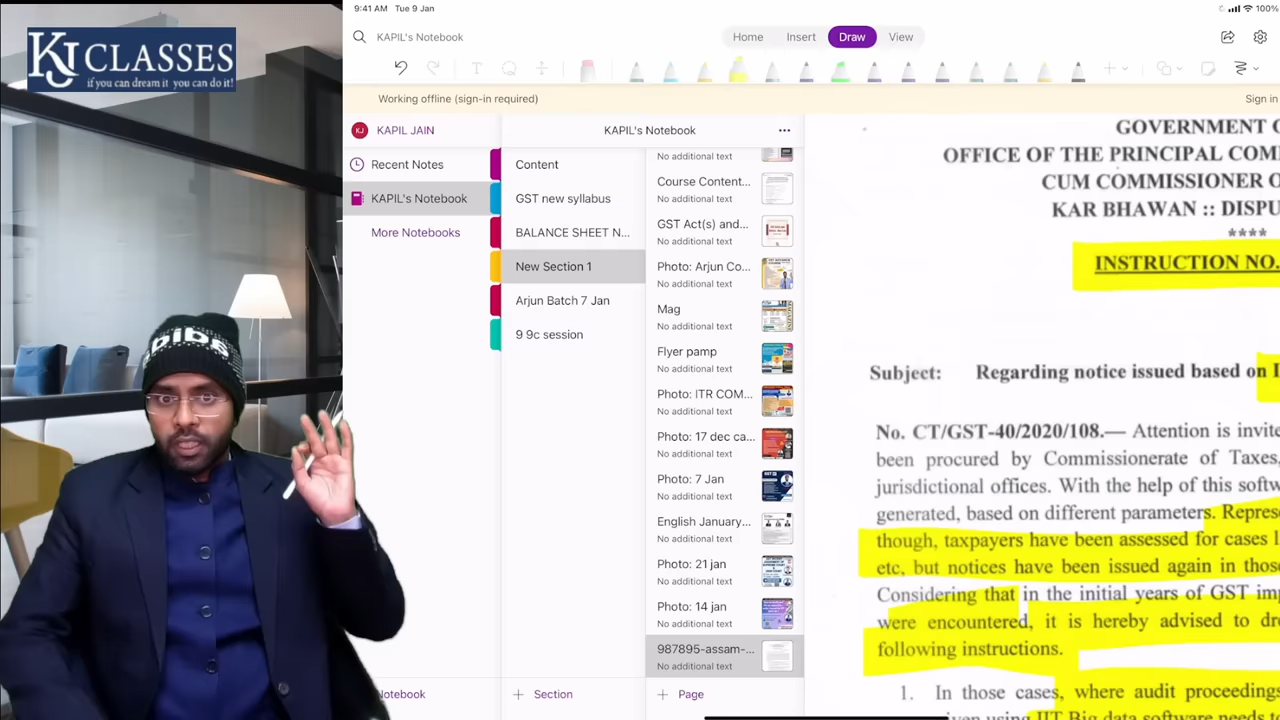 KJ CLASSES
if you can dream it you can do it!
9:41 AM Tue 9 Jan
100%
KAPIL's Notebook
Home
Insert
Draw
View
Working offline (sign-in required)
Sign in
KJ
KAPIL JAIN
Recent Notes
KAPIL's Notebook
More Notebooks
Notebook
Content
GST new syllabus
BALANCE SHEET N...
New Section 1
Arjun Batch 7 Jan
9 9c session
Section
KAPIL's Notebook
No additional text
Course Content...
No additional text
GST Act(s) and...
No additional text
Photo: Arjun Co...
No additional text
Mag
No additional text
Flyer pamp
No additional text
Photo: ITR COM...
No additional text
Photo: 17 dec ca...
No additional text
Photo: 7 Jan
No additional text
English January...
No additional text
Photo: 21 jan
No additional text
Photo: 14 jan
No additional text
987895-assam-...
No additional text
Page
GOVERNMENT
OFFICE OF THE PRINCIPAL COM
CUM COMMISSIONER O
KAR BHAWAN :: DISPU
****
INSTRUCTION NO.
Subject: Regarding notice issued based on I
No. CT/GST-40/2020/108.— Attention is invite
been procured by Commissionerate of Taxes,
jurisdictional offices. With the help of this softw
generated, based on different parameters. Represe
though, taxpayers have been assessed for cases l
etc, but notices have been issued again in those
Considering that in the initial years of GST imp
were encountered, it is hereby advised to dr
following instructions.
1. In those cases, where audit proceedings
IIT Big data software needs to